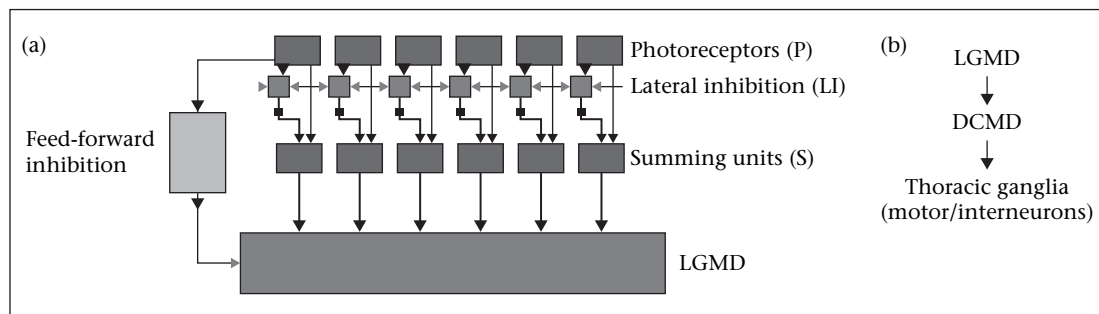 (a)
Photoreceptors (P)
Lateral inhibition (LI)
Feed-forward
inhibition
Summing units (S)
LGMD
(b)
LGMD
DCMD
Thoracic ganglia
(motor/interneurons)